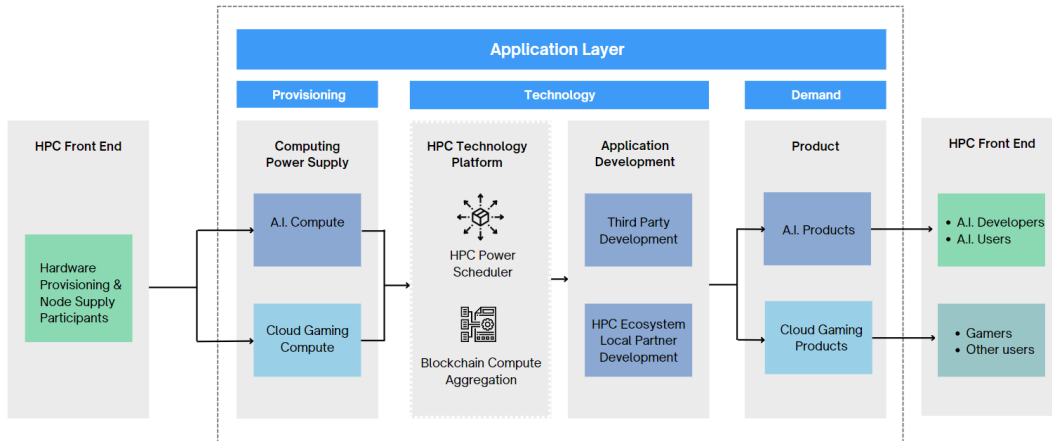 Application Layer
Provisioning
Technology
Demand
HPC Front End
Hardware
Provisioning &
Node Supply
Participants
Computing
Power Supply
A.I. Compute
Cloud Gaming
Compute
HPC Technology
Platform
HPC Power
Scheduler
Blockchain Compute
Aggregation
Application
Development
Third Party
Development
HPC Ecosystem
Local Partner
Development
Product
A.I. Products
Cloud Gaming
Products
HPC Front End
• A.I. Developers
• A.I. Users
• Gamers
• Other users